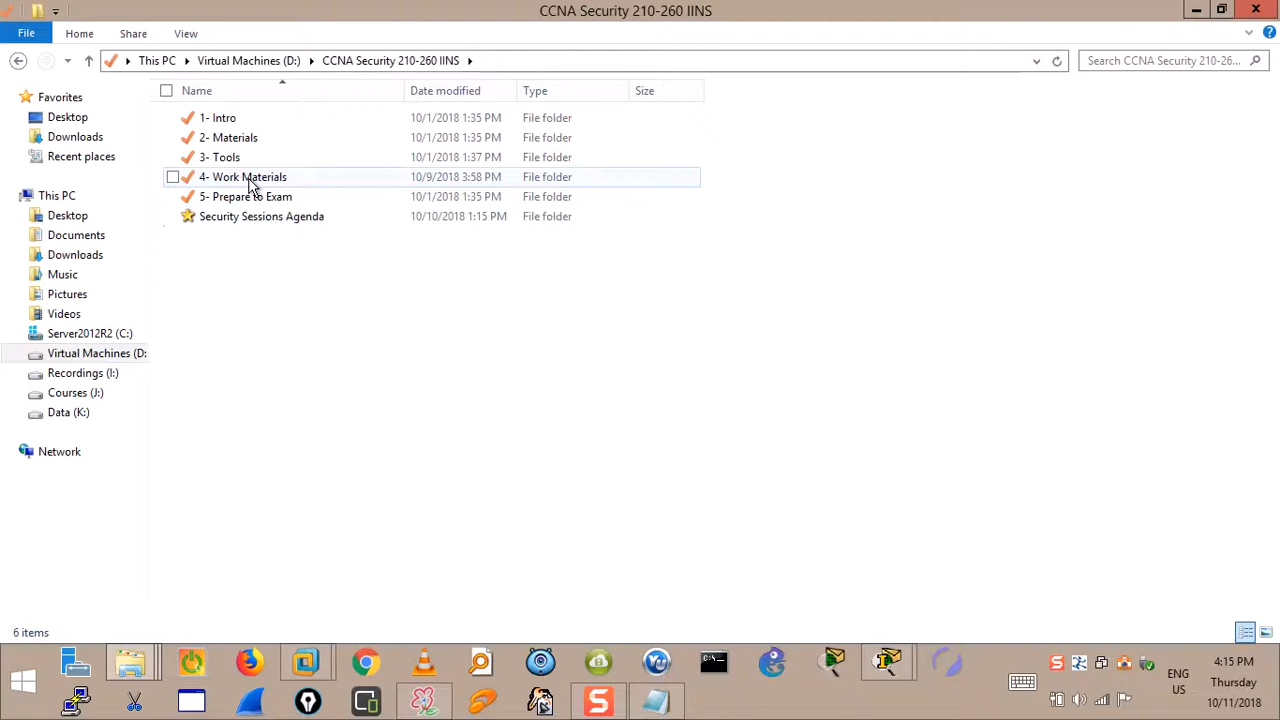 CCNA Security 210-260 IINS
File Home Share View
This PC Virtual Machines (D:) CCNA Security 210-260 IINS
Search CCNA Security 210-26...
Name Date modified Type Size
Favorites
Desktop
Downloads
Recent places
This PC
Desktop
Documents
Downloads
Music
Pictures
Videos
Server2012R2 (C:)
Virtual Machines (D:
Recordings (I:)
Courses (J:)
Data (K:)
Network
1- Intro 10/1/2018 1:35 PM File folder
2- Materials 10/1/2018 1:35 PM File folder
3- Tools 10/1/2018 1:37 PM File folder
4- Work Materials 10/9/2018 3:58 PM File folder
5- Prepare to Exam 10/1/2018 1:35 PM File folder
Security Sessions Agenda 10/10/2018 1:15 PM File folder
6 items
ENG
US
4:15 PM
Thursday
10/11/2018